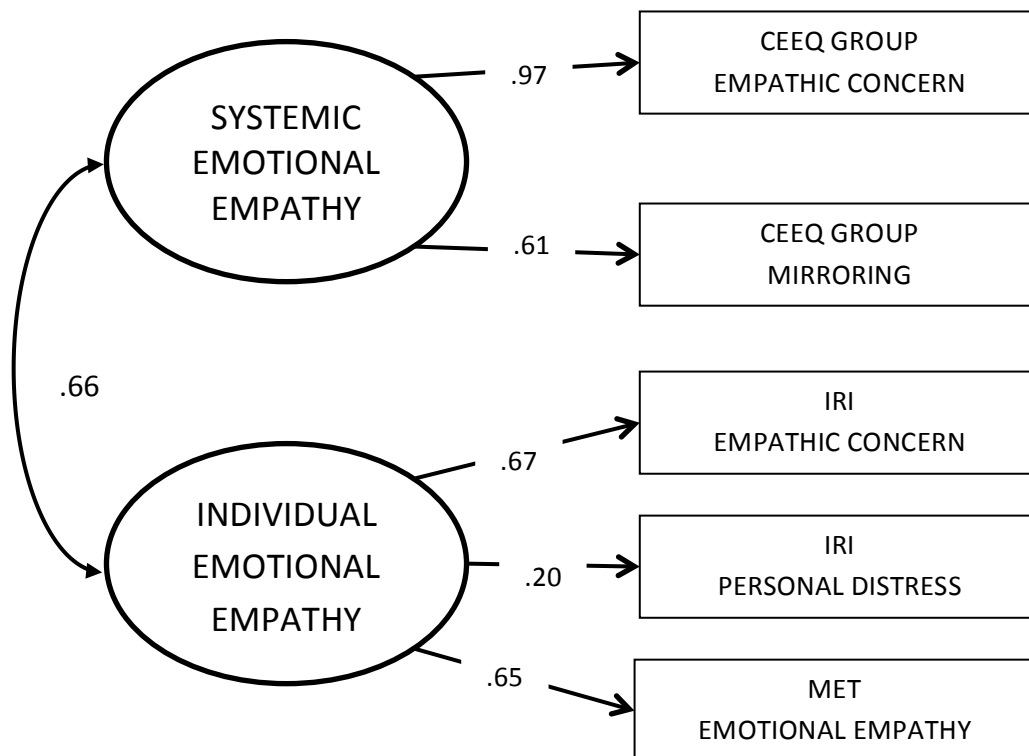 CEEQ GROUP
EMPATHIC CONCERN
.97
SYSTEMIC
EMOTIONAL
EMPATHY
.61
CEEQ GROUP
MIRRORING
.66
IRI
EMPATHIC CONCERN
.67
INDIVIDUAL
EMOTIONAL
EMPATHY
.20
IRI
PERSONAL DISTRESS
.65
MET
EMOTIONAL EMPATHY